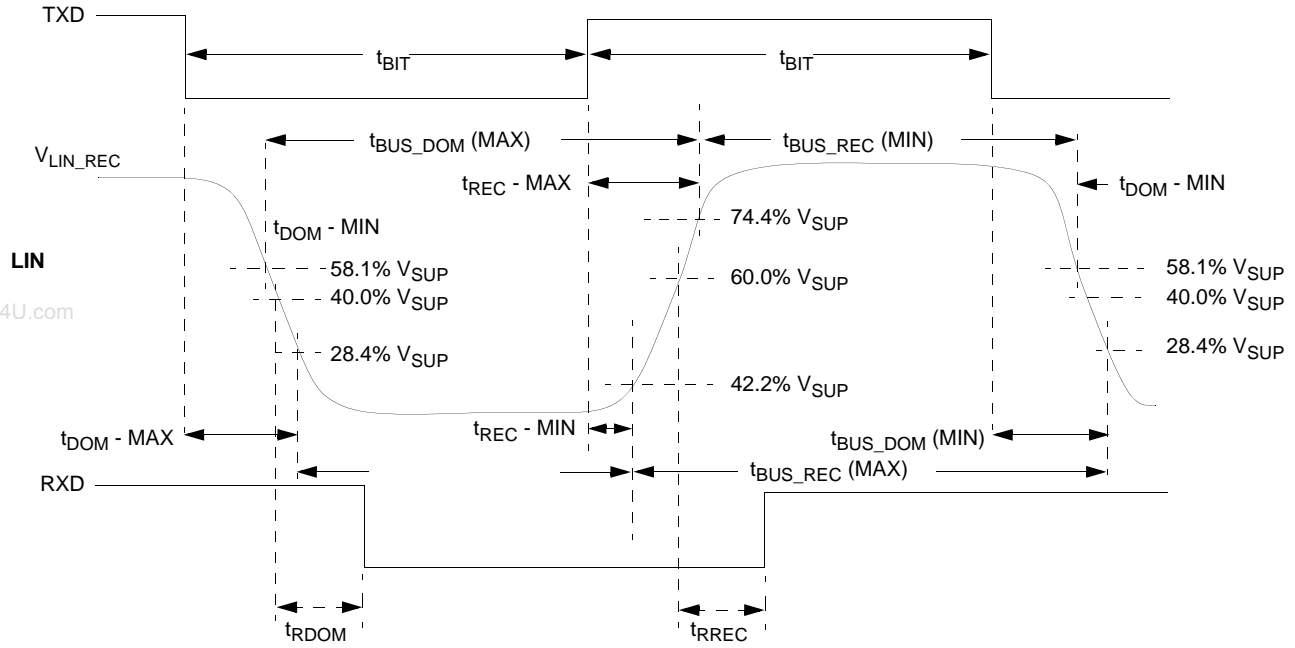 TXD
tBIT
tBIT
tBUS_DOM (MAX)
tBUS_REC (MIN)
VLIN_REC
tREC - MAX
tDOM - MIN
tDOM - MIN
74.4% VSUP
LIN
58.1% VSUP
60.0% VSUP
58.1% VSUP
40.0% VSUP
40.0% VSUP
4U.com
28.4% VSUP
28.4% VSUP
42.2% VSUP
tDOM - MAX
tREC - MIN
tBUS_DOM (MIN)
tBUS_REC (MAX)
RXD
tRDOM
tRREC